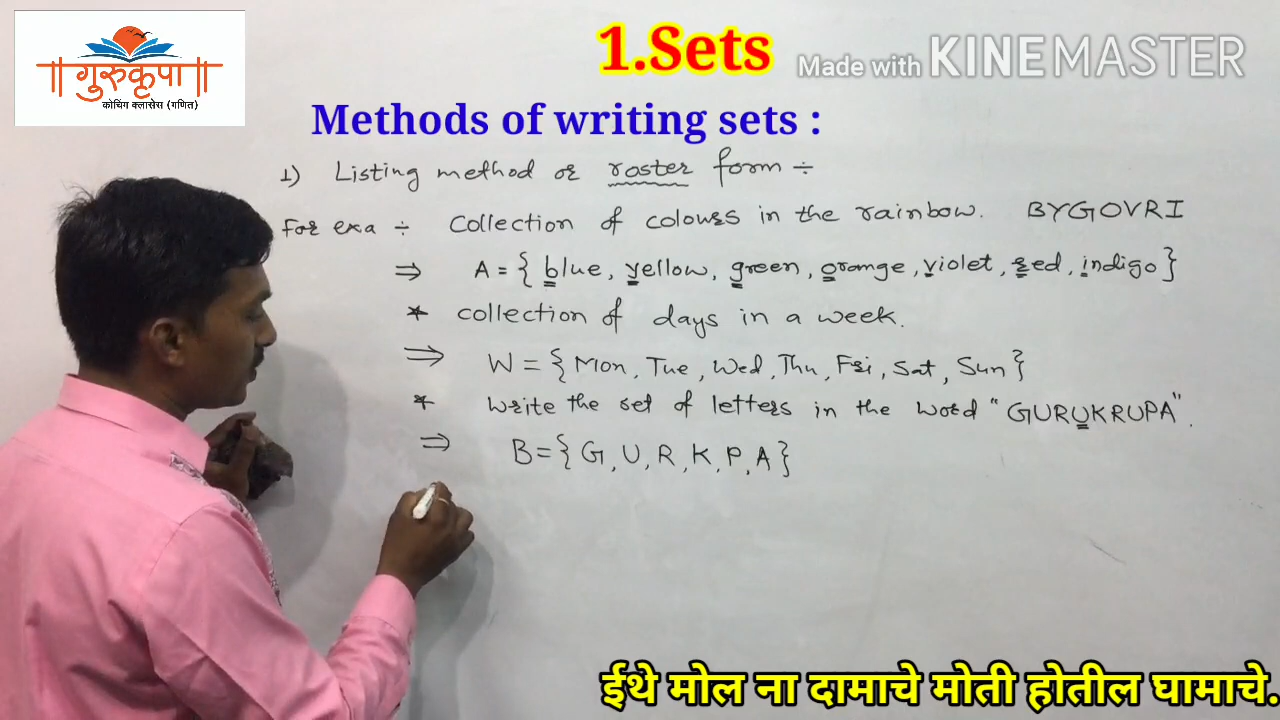 ॥ गुरुकृपा ॥
कोचिंग क्लासेस (गणित)
1.Sets
Made with KINEMASTER
Methods of writing sets :
1) Listing method or roster form ÷
For exa ÷ Collection of colours in the rainbow. BYGOVRI
⇒ A = { blue, yellow, green, orange, violet, red, indigo }
* collection of days in a week.
⇒ W = { Mon, Tue, Wed, Thu, Fri, Sat, Sun }
* Write the set of letters in the word "GURUKRUPA".
⇒ B = { G, U, R, K, P, A }
ईथे मोल ना दामाचे मोती होतील घामाचे.